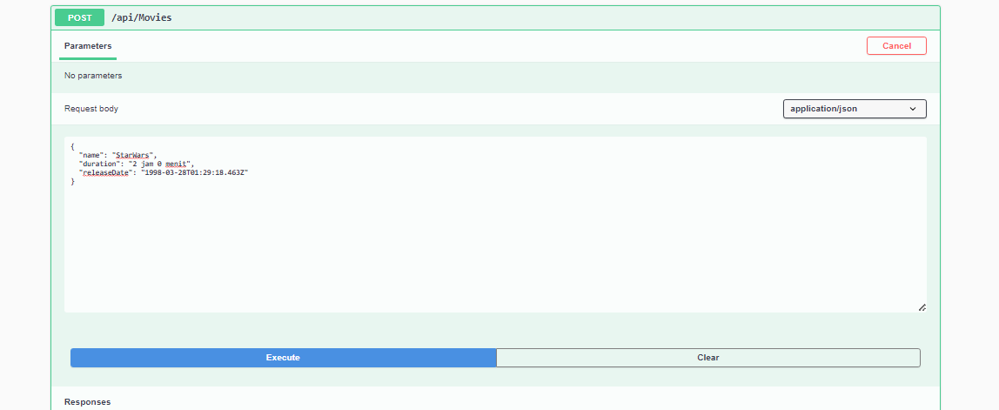 POST /api/Movies
Parameters
Cancel
No parameters
Request body
application/json
{
  "name": "StarWars",
  "duration": "2 jam 0 menit",
  "releaseDate": "1998-03-28T01:29:18.463Z"
}
Execute
Clear
Responses